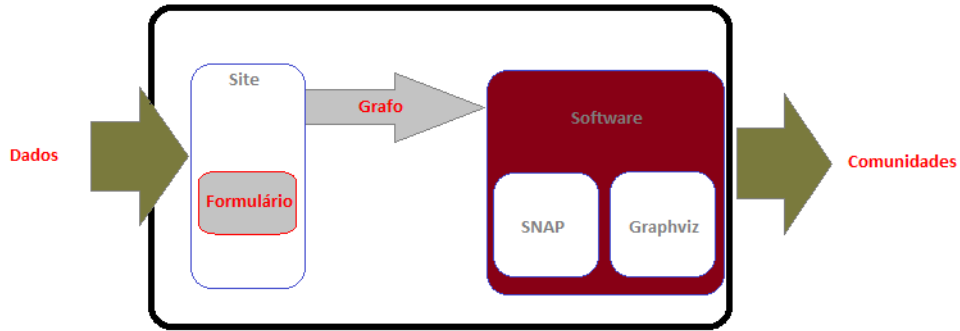 Site
Grafo
Software
Dados
Formulário
SNAP
Graphviz
Comunidades